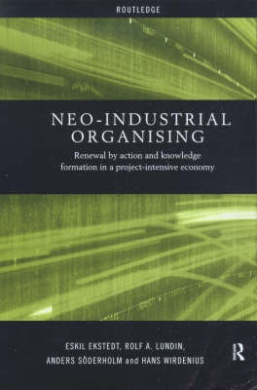 ROUTLEDGE
NEO-INDUSTRIAL
ORGANISING
Renewal by action and knowledge
formation in a project-intensive economy
ESKIL EKSTEDT, ROLF A. LUNDIN,
ANDERS SÖDERHOLM and HANS WIRDENIUS
R